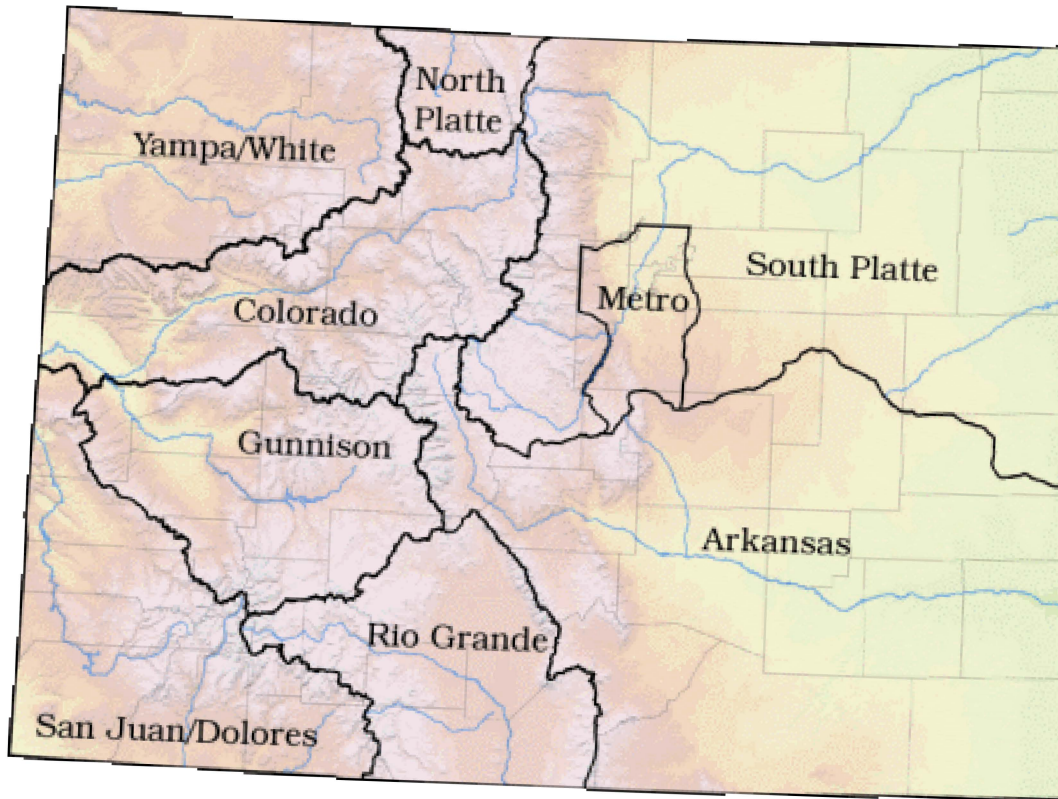 North
Platte
Yampa/White
South Platte
Metro
Colorado
Gunnison
Arkansas
Rio Grande
San Juan/Dolores